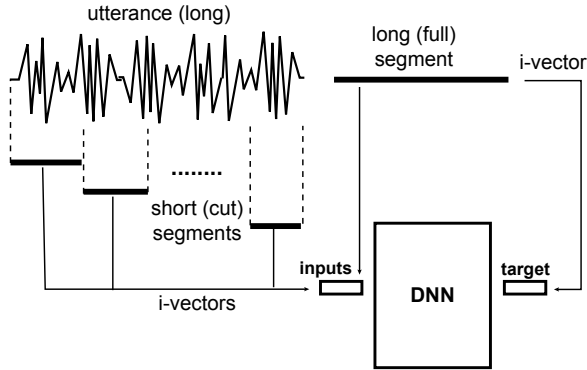 utterance (long)
long (full)
segment
i-vector
........
short (cut)
segments
inputs
target
DNN
i-vectors